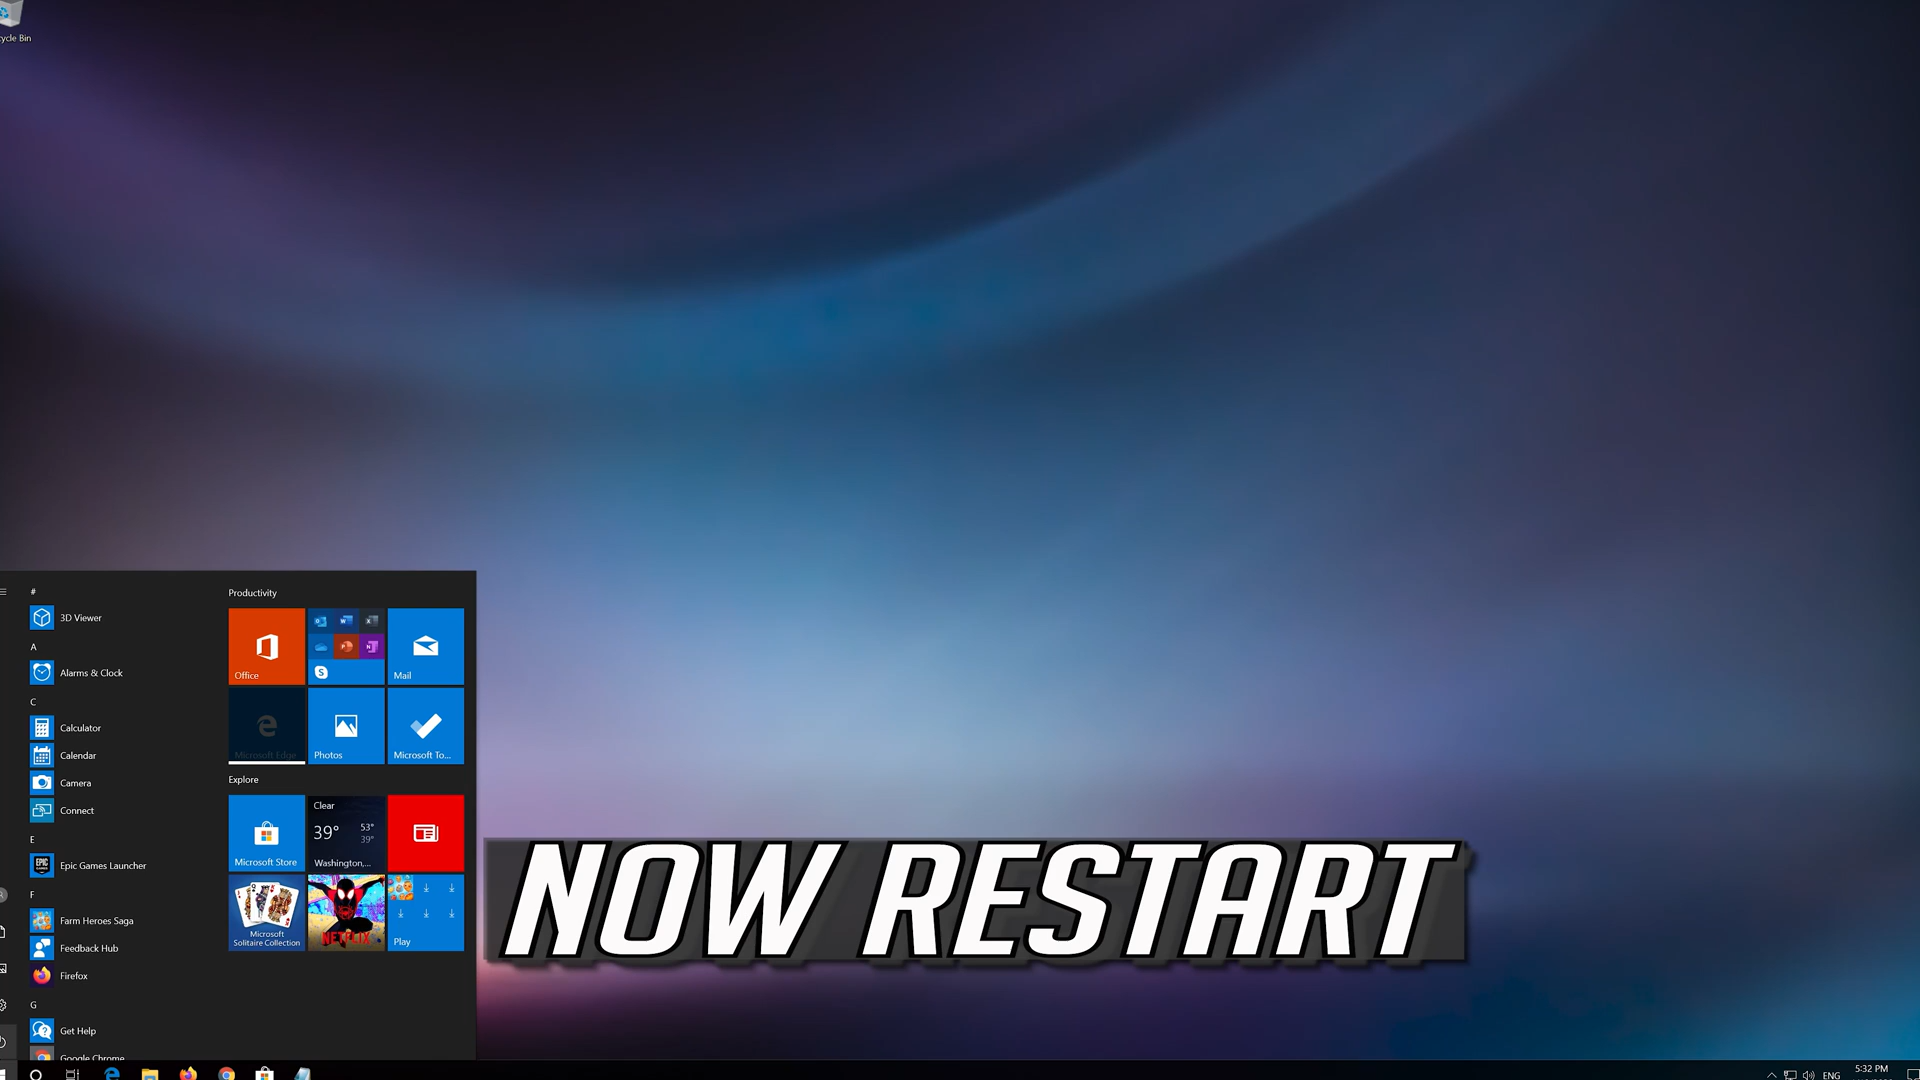 ycle Bin
#
3D Viewer
A
Alarms & Clock
C
Calculator
Calendar
Camera
Connect
E
EPIC
Epic Games Launcher
F
Farm Heroes Saga
Feedback Hub
Firefox
G
Get Help
Google Chrome
Productivity
Office
Mail
Microsoft Edge
Photos
Microsoft To...
Explore
Microsoft Store
Clear
39°
53°
39°
Washington,...
Microsoft
Solitaire Collection
NETFLIX
Play
NOW RESTART
ENG
5:32 PM